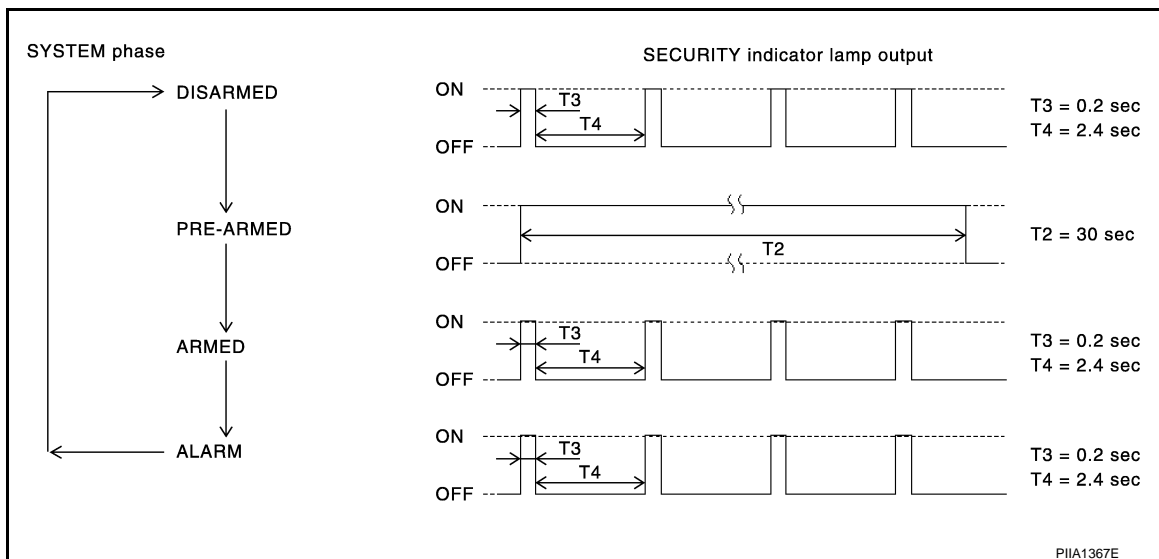 SYSTEM phase
SECURITY indicator lamp output
DISARMED
ON
OFF
T3
T4
T3 = 0.2 sec
T4 = 2.4 sec
PRE-ARMED
ON
OFF
T2
T2 = 30 sec
ARMED
ON
OFF
T3
T4
T3 = 0.2 sec
T4 = 2.4 sec
ALARM
ON
OFF
T3
T4
T3 = 0.2 sec
T4 = 2.4 sec
PIIA1367E